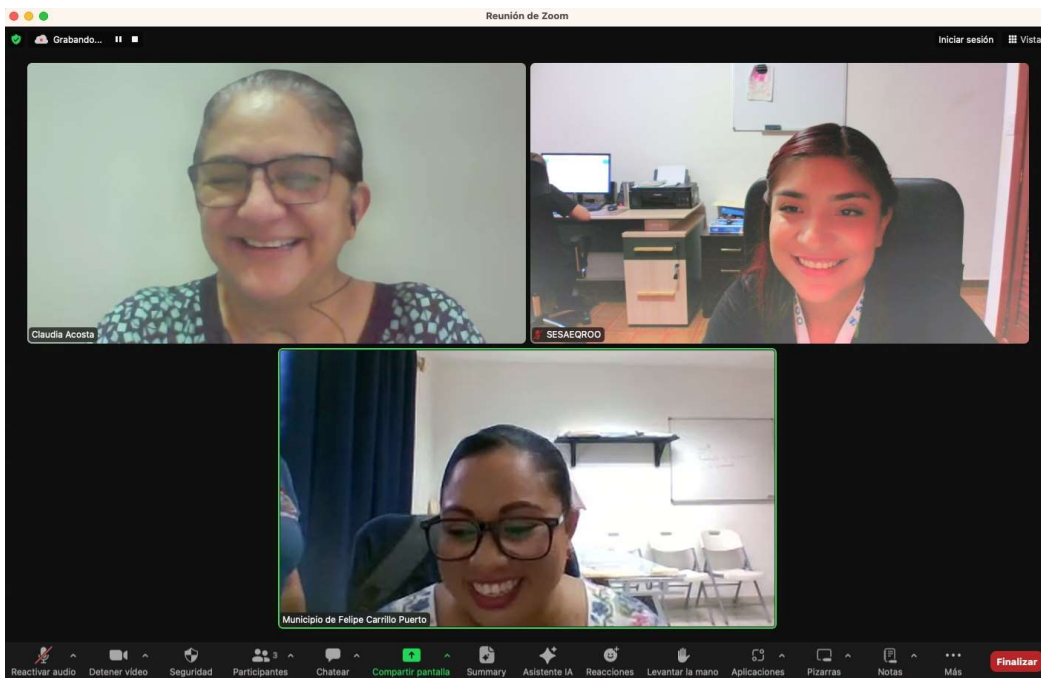 Reunión de Zoom
Grabando...
Iniciar sesión
Vista
Claudia Acosta
SESAEQROO
Municipio de Felipe Carrillo Puerto
Reactivar audio
Detener vídeo
Seguridad
Participantes 3
Chatear
Compartir pantalla
Summary
Asistente IA
Reacciones
Levantar la mano
Aplicaciones
Pizarras
Notas
Más
Finalizar